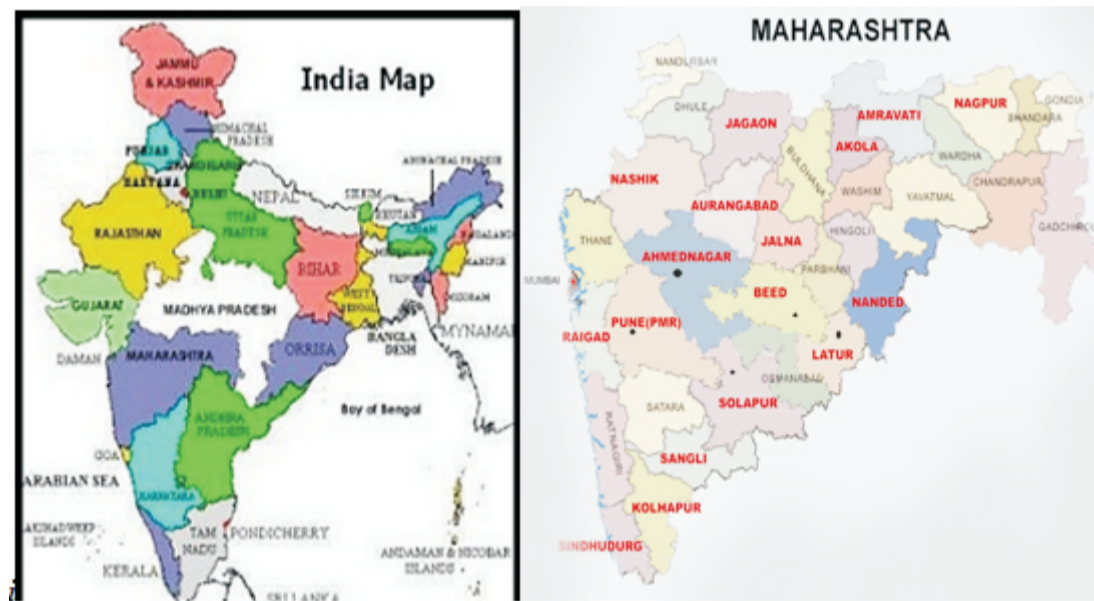 India Map
JAMMU
& KASHMIR
HIMACHAL
PRADESH
PUNJAB
CHANDIGARH
HARYANA
DELHI
ARUNACHAL PRADESH
NEPAL
SIKKIM
BHUTAN
RAJASTHAN
UTTAR
PRADESH
ASSAM
NAGALAND
MEGHALAYA
MANIPUR
BIHAR
TRIPURA
MIZORAM
GUJARAT
MADHYA PRADESH
WEST
BENGAL
MYNAMAR
BANGLA
DESH
DAMAN
MAHARASHTRA
ORRISA
Bay of Bengal
ANDHRA
PRADESH
GOA
ARABIAN SEA
KARNATAKA
LAKSHADWEEP
ISLANDS
TAM
NADU
PONDICHERRY
KERALA
ANDAMAN & NICOBAR
ISLANDS
SRI LANKA
MAHARASHTRA
NANDURBAR
DHULE
JAGAON
AMRAVATI
NAGPUR
GONDIA
BHANDARA
BULDHANA
AKOLA
WARDHA
NASHIK
WASHIM
YAVATMAL
CHANDRAPUR
AURANGABAD
THANE
JALNA
HINGOLI
GADCHIROLI
AHMEDNAGAR
PARBHANI
MUMBAI
BEED
NANDED
RAIGAD
PUNE(PMR)
LATUR
OSMANABAD
SATARA
SOLAPUR
RATNAGIRI
SANGLI
KOLHAPUR
SINDHUDURG